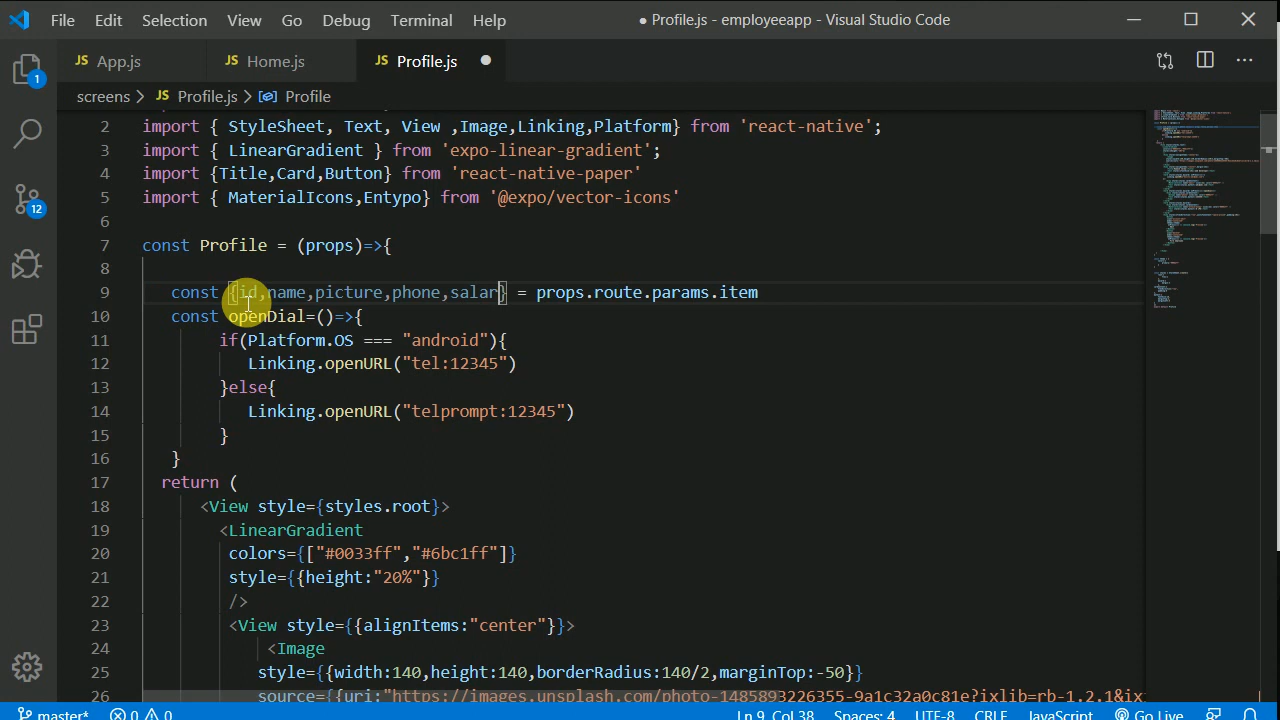 File Edit Selection View Go Debug Terminal Help
● Profile.js - employeeapp - Visual Studio Code
JS App.js JS Home.js JS Profile.js
screens > JS Profile.js > Profile
1
12
2 import { StyleSheet, Text, View ,Image,Linking,Platform} from 'react-native';
3 import { LinearGradient } from 'expo-linear-gradient';
4 import {Title,Card,Button} from 'react-native-paper'
5 import { MaterialIcons,Entypo} from '@expo/vector-icons'
6
7 const Profile = (props)=>{
8
9 const {id,name,picture,phone,salar} = props.route.params.item
10 const openDial=()=>{
11 if(Platform.OS === "android"){
12 Linking.openURL("tel:12345")
13 }else{
14 Linking.openURL("telprompt:12345")
15 }
16 }
17 return (
18 <View style={styles.root}>
19 <LinearGradient
20 colors={["#0033ff","#6bc1ff"]}
21 style={{height:"20%"}}
22 />
23 <View style={{alignItems:"center"}}>
24 <Image
25 style={{width:140,height:140,borderRadius:140/2,marginTop:-50}}
26 source={{uri:"https://images.unsplash.com/photo-1485893226355-9a1c32a0c81e?ixlib=rb-1.2.1&ix
master* 0 0 Ln 9, Col 38 Spaces: 4 UTF-8 CRLF JavaScript Go Live